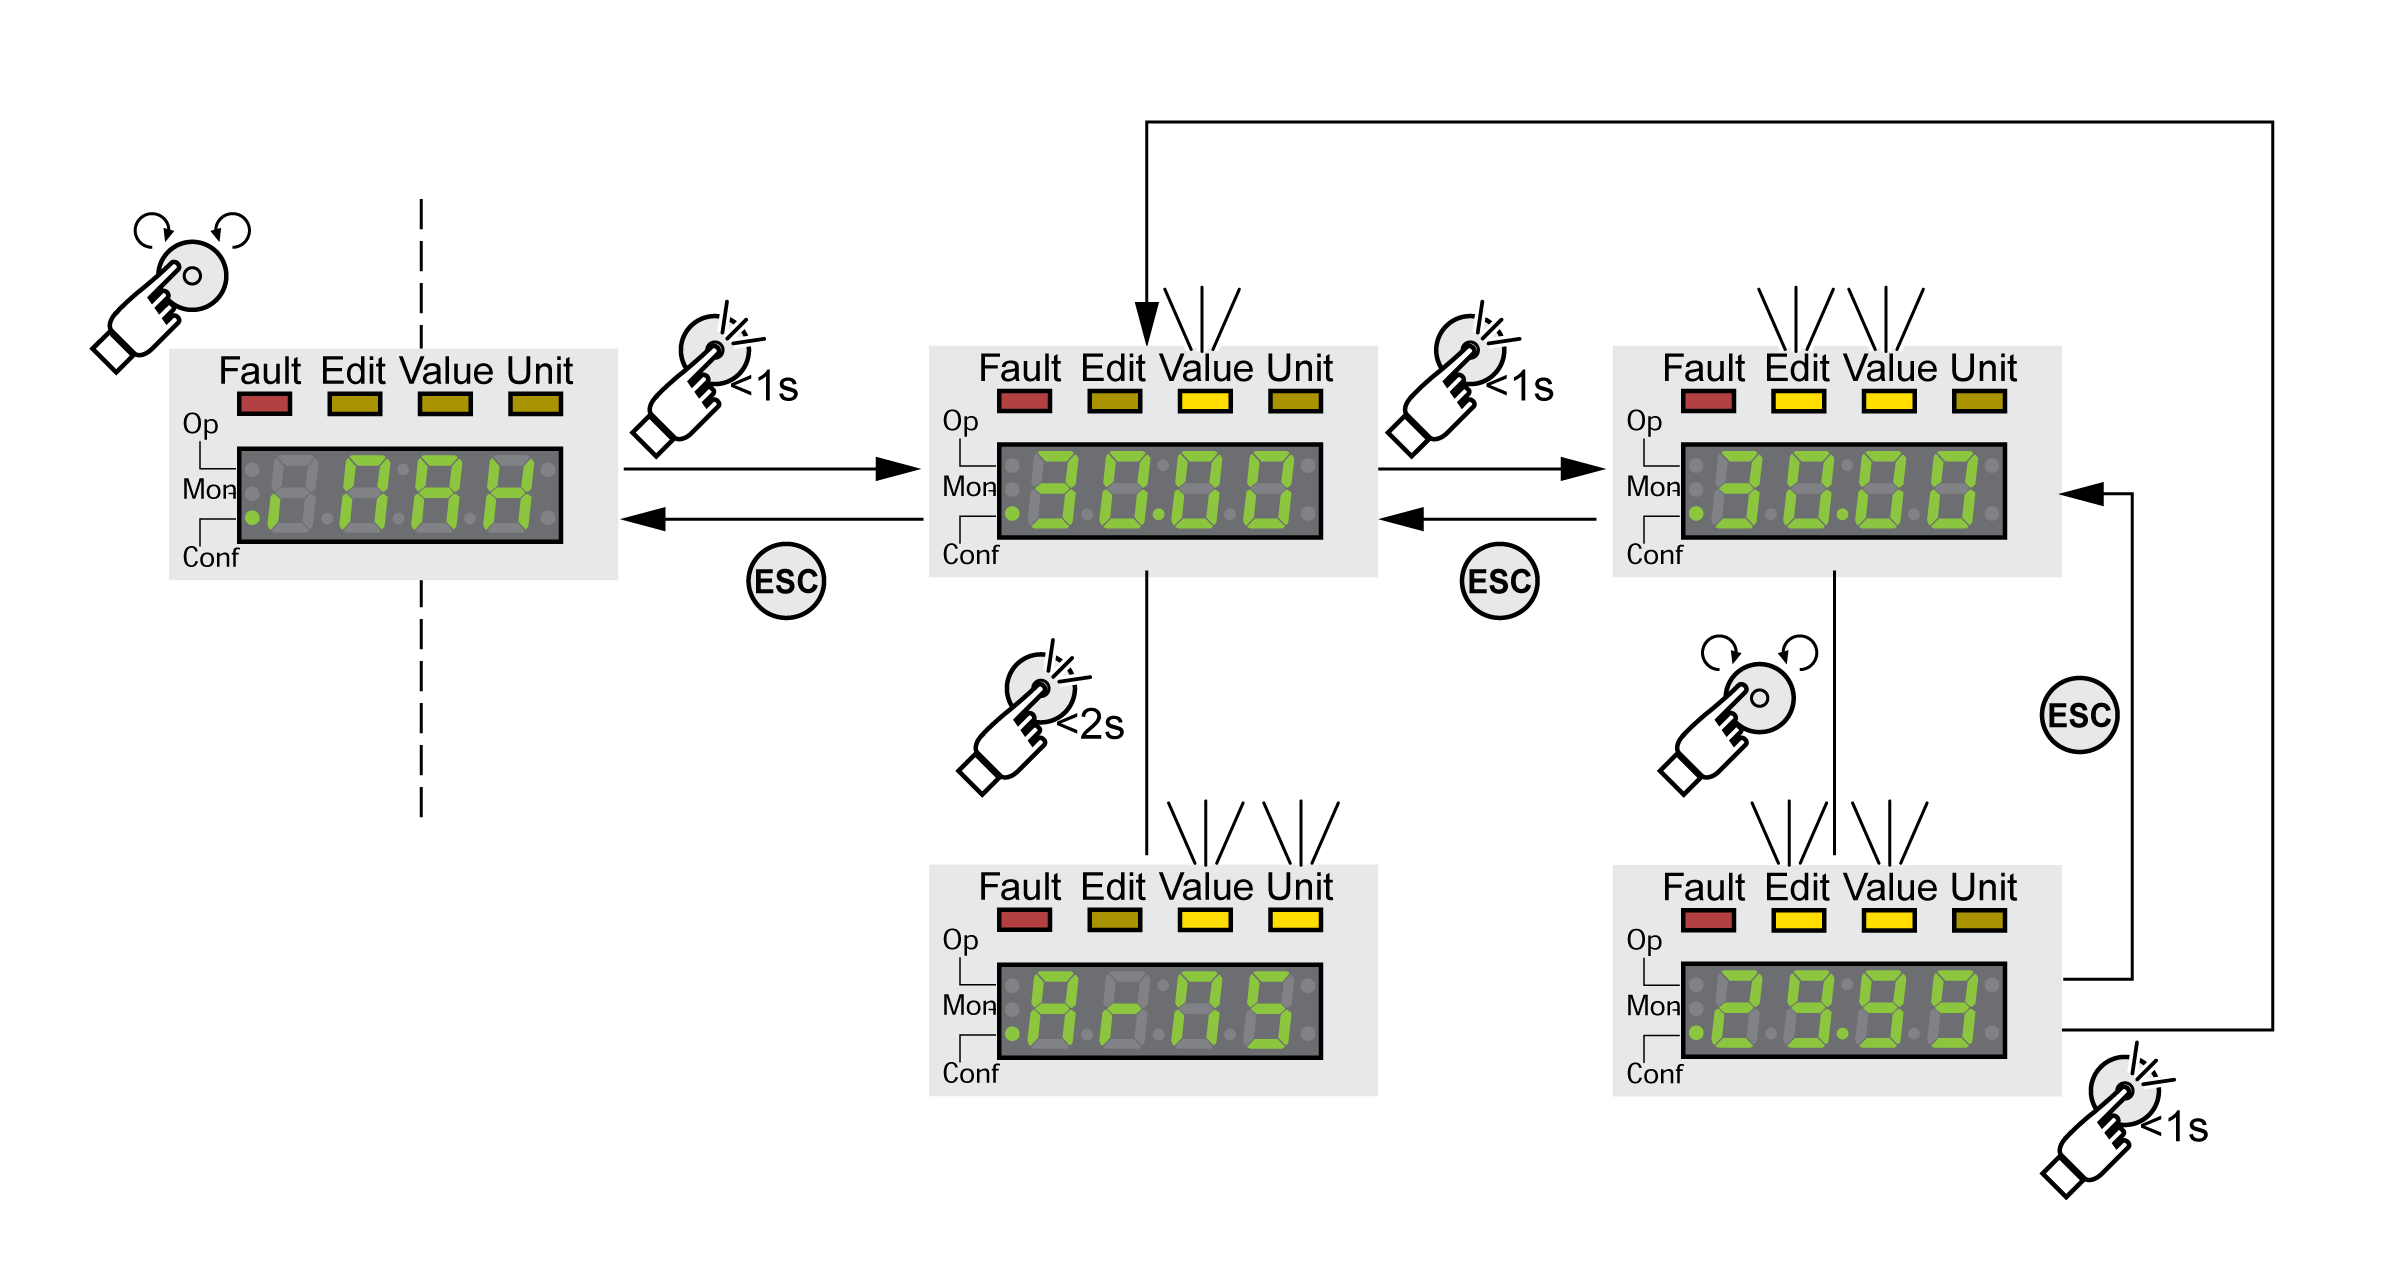 Fault Edit Value Unit
Op
Mon
Conf
iMAX
<1s
ESC
Fault Edit Value Unit
Op
Mon
Conf
30.00
<1s
ESC
Fault Edit Value Unit
Op
Mon
Conf
30.00
<2s
ESC
Fault Edit Value Unit
Op
Mon
Conf
ArMS
Fault Edit Value Unit
Op
Mon
Conf
29.99
<1s